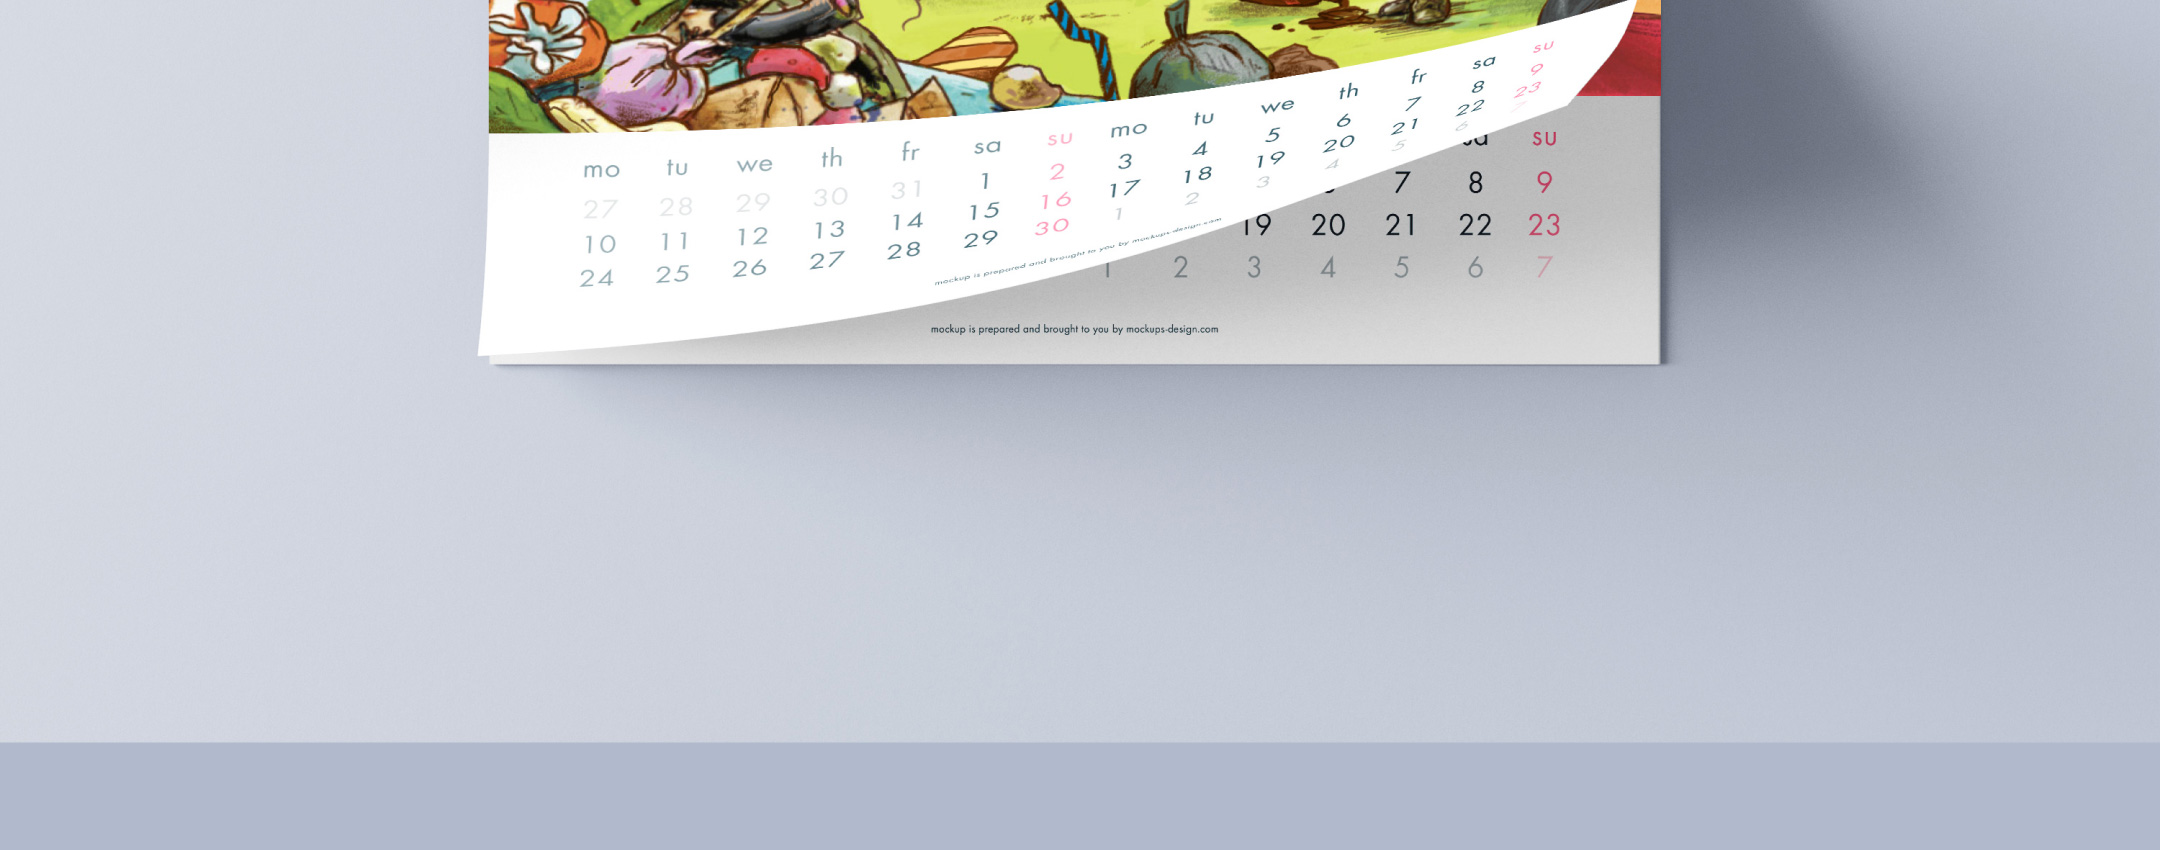 mo tu we th fr sa su mo tu we th fr sa su
27 28 29 30 31 1 2 3 4 5 6 7 8 9
10 11 12 13 14 15 16 17 18 19 20 21 22 23
24 25 26 27 28 29 30 1 2 3 4 5 6 7
mockup is prepared and brought to you by mockups-design.com
su
7 8 9
19 20 21 22 23
1 2 3 4 5 6 7
mockup is prepared and brought to you by mockups-design.com